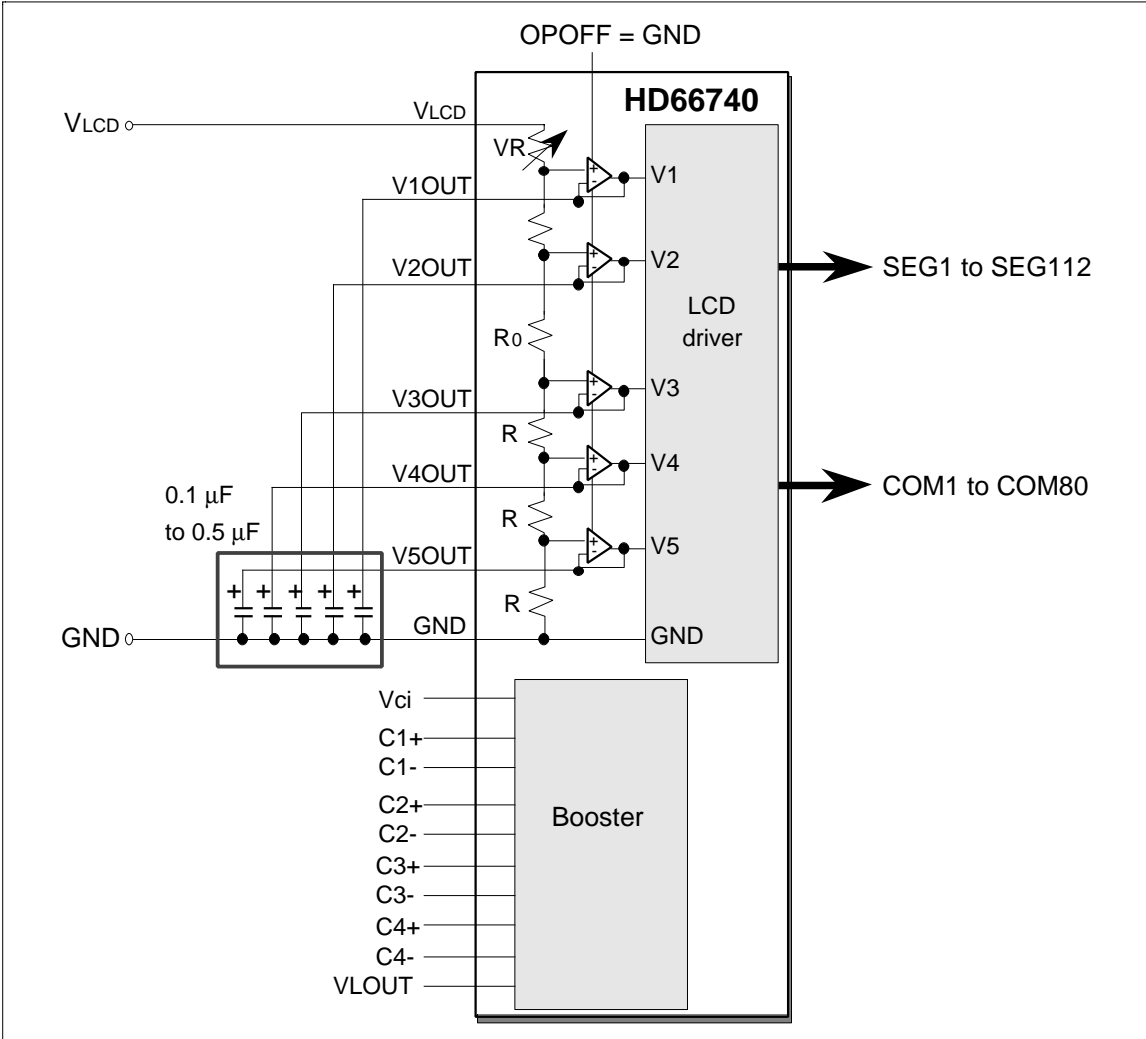 OPOFF = GND
HD66740
VLCD
VLCD
VR
V1OUT
V1
V2OUT
V2
SEG1 to SEG112
LCD
driver
R0
V3OUT
V3
R
V4OUT
V4
COM1 to COM80
0.1 µF
to 0.5 µF
R
V5OUT
V5
+ + + + +
R
GND
GND
GND
Vci
C1+
C1-
C2+
C2-
Booster
C3+
C3-
C4+
C4-
VLOUT